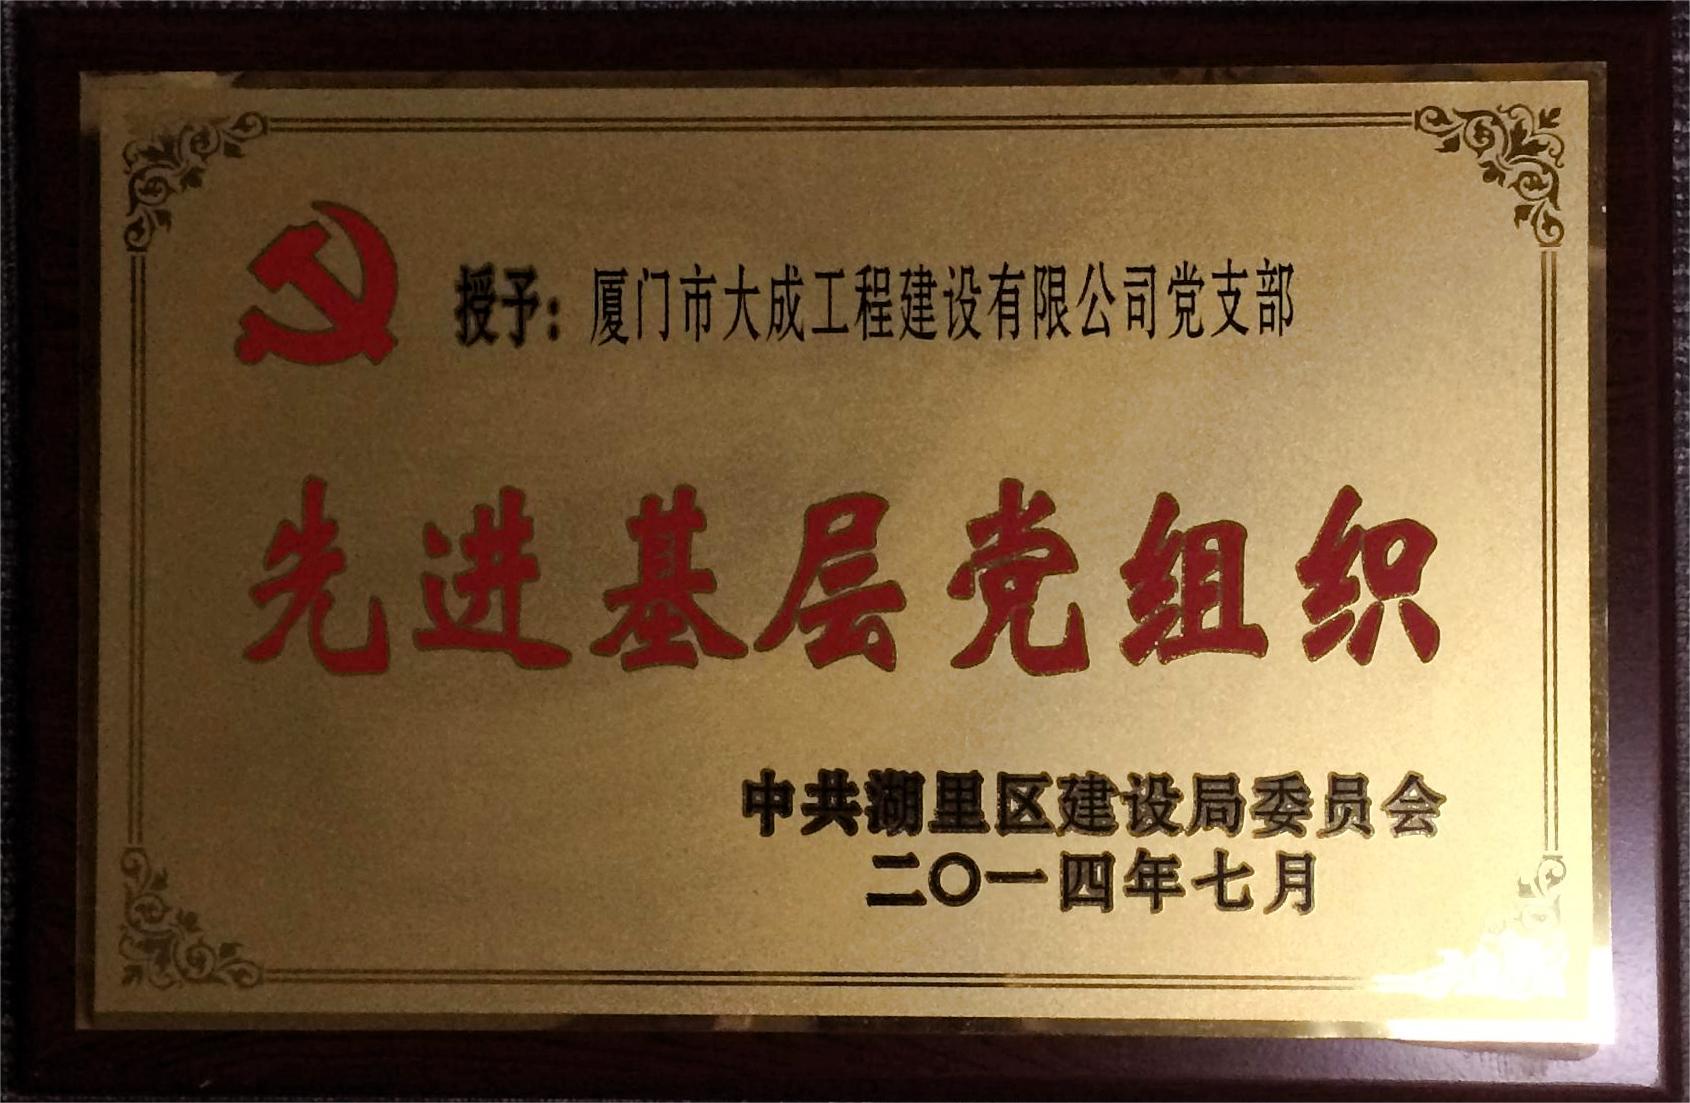 授予：厦门市大成工程建设有限公司党支部
先进基层党组织
中共湖里区建设局委员会
二〇一四年七月